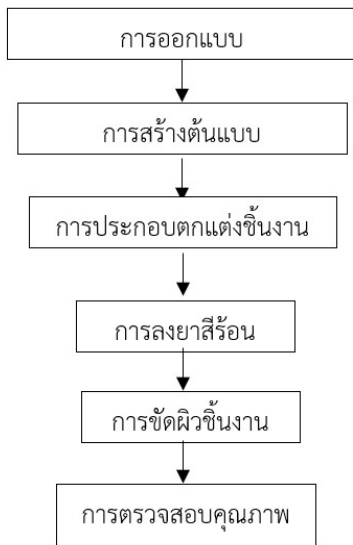 การออกแบบ
การสร้างต้นแบบ
การประกอบตกแต่งชิ้นงาน
การลงยาสีร้อน
การขัดผิวชิ้นงาน
การตรวจสอบคุณภาพ